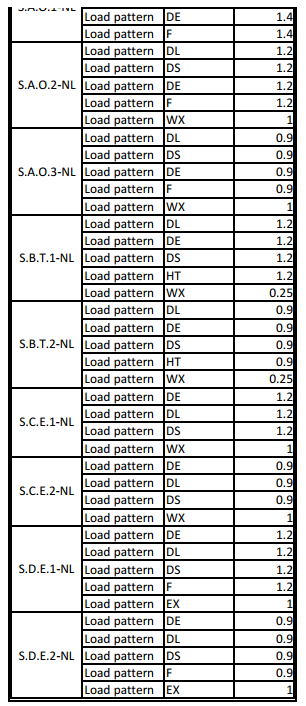 S.A.O.1-NL
Load pattern DE 1.4
Load pattern F 1.4
S.A.O.2-NL
Load pattern DL 1.2
Load pattern DS 1.2
Load pattern DE 1.2
Load pattern F 1.2
Load pattern WX 1
S.A.O.3-NL
Load pattern DL 0.9
Load pattern DS 0.9
Load pattern DE 0.9
Load pattern F 0.9
Load pattern WX 1
S.B.T.1-NL
Load pattern DL 1.2
Load pattern DE 1.2
Load pattern DS 1.2
Load pattern HT 1.2
Load pattern WX 0.25
S.B.T.2-NL
Load pattern DL 0.9
Load pattern DE 0.9
Load pattern DS 0.9
Load pattern HT 0.9
Load pattern WX 0.25
S.C.E.1-NL
Load pattern DE 1.2
Load pattern DL 1.2
Load pattern DS 1.2
Load pattern WX 1
S.C.E.2-NL
Load pattern DE 0.9
Load pattern DL 0.9
Load pattern DS 0.9
Load pattern WX 1
S.D.E.1-NL
Load pattern DE 1.2
Load pattern DL 1.2
Load pattern DS 1.2
Load pattern F 1.2
Load pattern EX 1
S.D.E.2-NL
Load pattern DE 0.9
Load pattern DL 0.9
Load pattern DS 0.9
Load pattern F 0.9
Load pattern EX 1